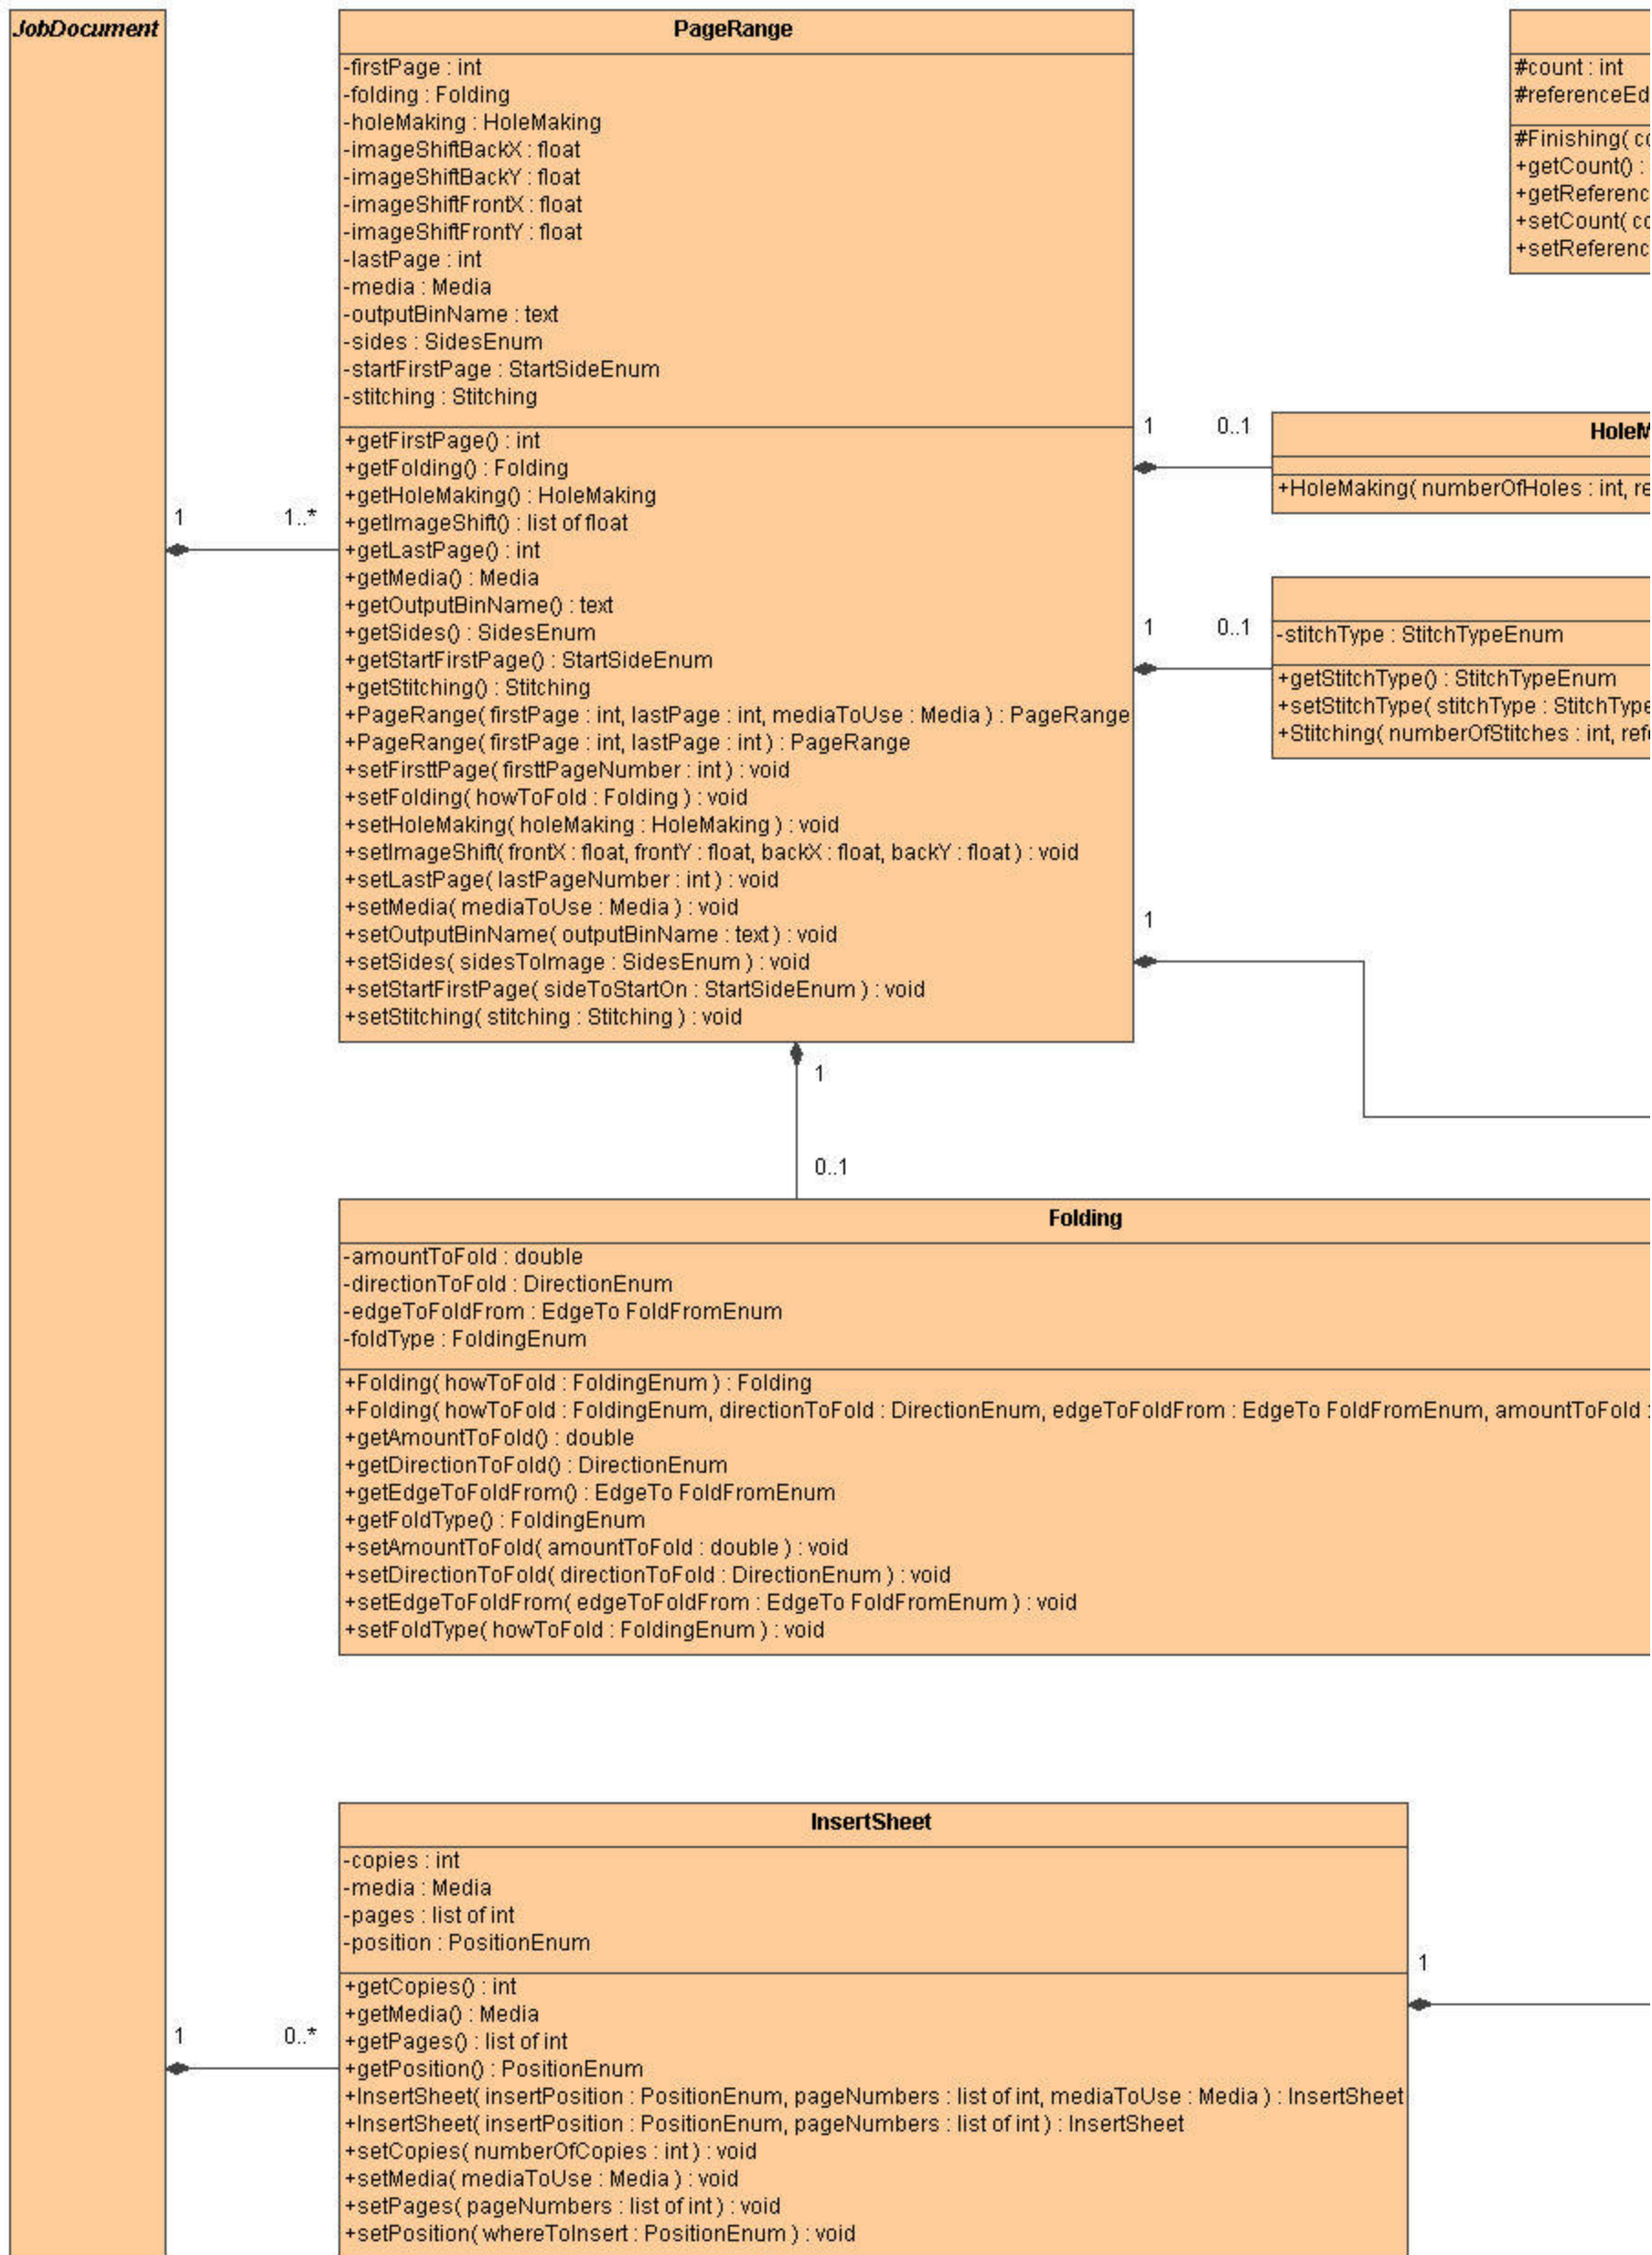 JobDocument
PageRange
-firstPage : int
-folding : Folding
-holeMaking : HoleMaking
-imageShiftBackX : float
-imageShiftBackY : float
-imageShiftFrontX : float
-imageShiftFrontY : float
-lastPage : int
-media : Media
-outputBinName : text
-sides : SidesEnum
-startFirstPage : StartSideEnum
-stitching : Stitching
+getFirstPage() : int
+getFolding() : Folding
+getHoleMaking() : HoleMaking
+getImageShift() : list of float
+getLastPage() : int
+getMedia() : Media
+getOutputBinName() : text
+getSides() : SidesEnum
+getStartFirstPage() : StartSideEnum
+getStitching() : Stitching
+PageRange( firstPage : int, lastPage : int, mediaToUse : Media ) : PageRange
+PageRange( firstPage : int, lastPage : int ) : PageRange
+setFirsttPage( firsttPageNumber : int ) : void
+setFolding( howToFold : Folding ) : void
+setHoleMaking( holeMaking : HoleMaking ) : void
+setImageShift( frontX : float, frontY : float, backX : float, backY : float ) : void
+setLastPage( lastPageNumber : int ) : void
+setMedia( mediaToUse : Media ) : void
+setOutputBinName( outputBinName : text ) : void
+setSides( sidesToImage : SidesEnum ) : void
+setStartFirstPage( sideToStartOn : StartSideEnum ) : void
+setStitching( stitching : Stitching ) : void
#count : int
#referenceEd
#Finishing( co
+getCount() :
+getReferenc
+setCount( co
+setReferenc
1 0..1
HoleM
+HoleMaking( numberOfHoles : int, re
1 1..*
1 0..1
-stitchType : StitchTypeEnum
+getStitchType() : StitchTypeEnum
+setStitchType( stitchType : StitchType
+Stitching( numberOfStitches : int, ref
1
1
0..1
Folding
-amountToFold : double
-directionToFold : DirectionEnum
-edgeToFoldFrom : EdgeTo FoldFromEnum
-foldType : FoldingEnum
+Folding( howToFold : FoldingEnum ) : Folding
+Folding( howToFold : FoldingEnum, directionToFold : DirectionEnum, edgeToFoldFrom : EdgeTo FoldFromEnum, amountToFold :
+getAmountToFold() : double
+getDirectionToFold() : DirectionEnum
+getEdgeToFoldFrom() : EdgeTo FoldFromEnum
+getFoldType() : FoldingEnum
+setAmountToFold( amountToFold : double ) : void
+setDirectionToFold( directionToFold : DirectionEnum ) : void
+setEdgeToFoldFrom( edgeToFoldFrom : EdgeTo FoldFromEnum ) : void
+setFoldType( howToFold : FoldingEnum ) : void
InsertSheet
-copies : int
-media : Media
-pages : list of int
-position : PositionEnum
+getCopies() : int
+getMedia() : Media
+getPages() : list of int
+getPosition() : PositionEnum
+InsertSheet( insertPosition : PositionEnum, pageNumbers : list of int, mediaToUse : Media ) : InsertSheet
+InsertSheet( insertPosition : PositionEnum, pageNumbers : list of int ) : InsertSheet
+setCopies( numberOfCopies : int ) : void
+setMedia( mediaToUse : Media ) : void
+setPages( pageNumbers : list of int ) : void
+setPosition( whereToInsert : PositionEnum ) : void
1
1 0..*